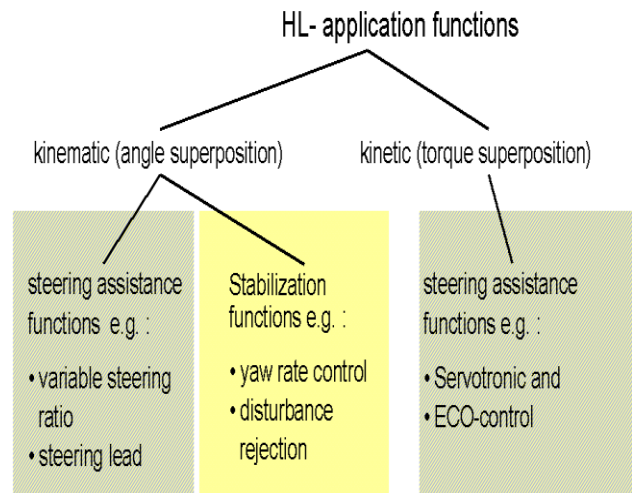 HL- application functions
kinematic (angle superposition)
kinetic (torque superposition)
steering assistance
functions e.g. :
• variable steering
ratio
• steering lead
Stabilization
functions e.g. :
• yaw rate control
• disturbance
rejection
steering assistance
functions e.g. :
• Servotronic and
• ECO-control